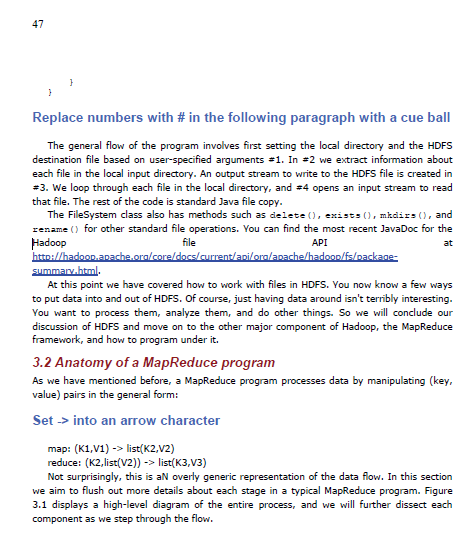 47
}
}
Replace numbers with # in the following paragraph with a cue ball
The general flow of the program involves first setting the local directory and the HDFS
destination file based on user-specified arguments #1. In #2 we extract information about
each file in the local input directory. An output stream to write to the HDFS file is created in
#3. We loop through each file in the local directory, and #4 opens an input stream to read
that file. The rest of the code is standard Java file copy.
The FileSystem class also has methods such as delete(), exists(), mkdirs(), and
rename() for other standard file operations. You can find the most recent JavaDoc for the
Hadoop file API at
http://hadoop.apache.org/core/docs/current/api/org/apache/hadoop/fs/package-
summary.html.
At this point we have covered how to work with files in HDFS. You now know a few ways
to put data into and out of HDFS. Of course, just having data around isn't terribly interesting.
You want to process them, analyze them, and do other things. So we will conclude our
discussion of HDFS and move on to the other major component of Hadoop, the MapReduce
framework, and how to program under it.
3.2 Anatomy of a MapReduce program
As we have mentioned before, a MapReduce program processes data by manipulating (key,
value) pairs in the general form:
Set -> into an arrow character
map: (K1,V1) -> list(K2,V2)
reduce: (K2,list(V2)) -> list(K3,V3)
Not surprisingly, this is aN overly generic representation of the data flow. In this section
we aim to flush out more details about each stage in a typical MapReduce program. Figure
3.1 displays a high-level diagram of the entire process, and we will further dissect each
component as we step through the flow.